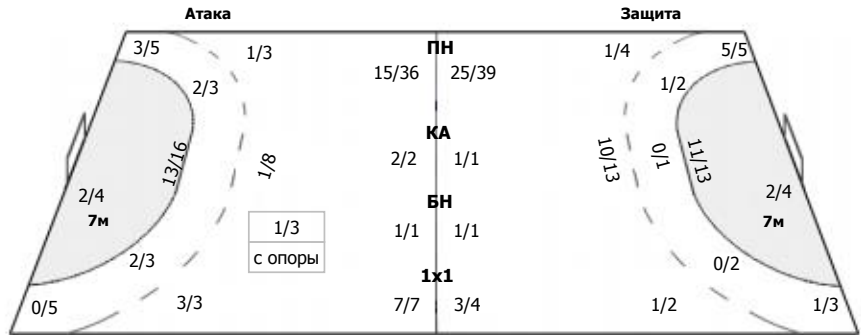 Атака Защита
3/5 1/3 ПН 1/4 5/5
15/36 25/39
2/3 1/2
КА
13/16 1/8 2/2 1/1 10/13 0/1 11/13
2/4 2/4
7м БН 7м
1/3 1/1 1/1
2/3 с опоры 0/2
1x1
0/5 3/3 7/7 3/4 1/2 1/3